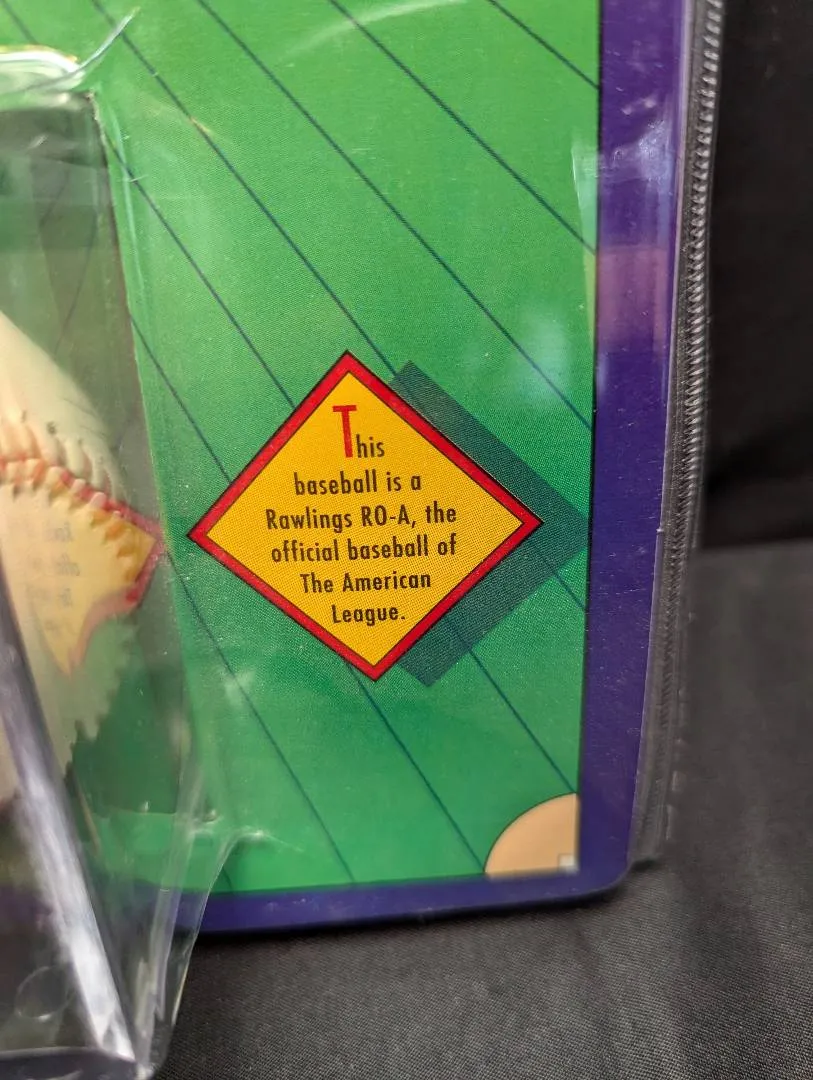 This
baseball is a
Rawlings RO-A, the
official baseball of
The American
League.